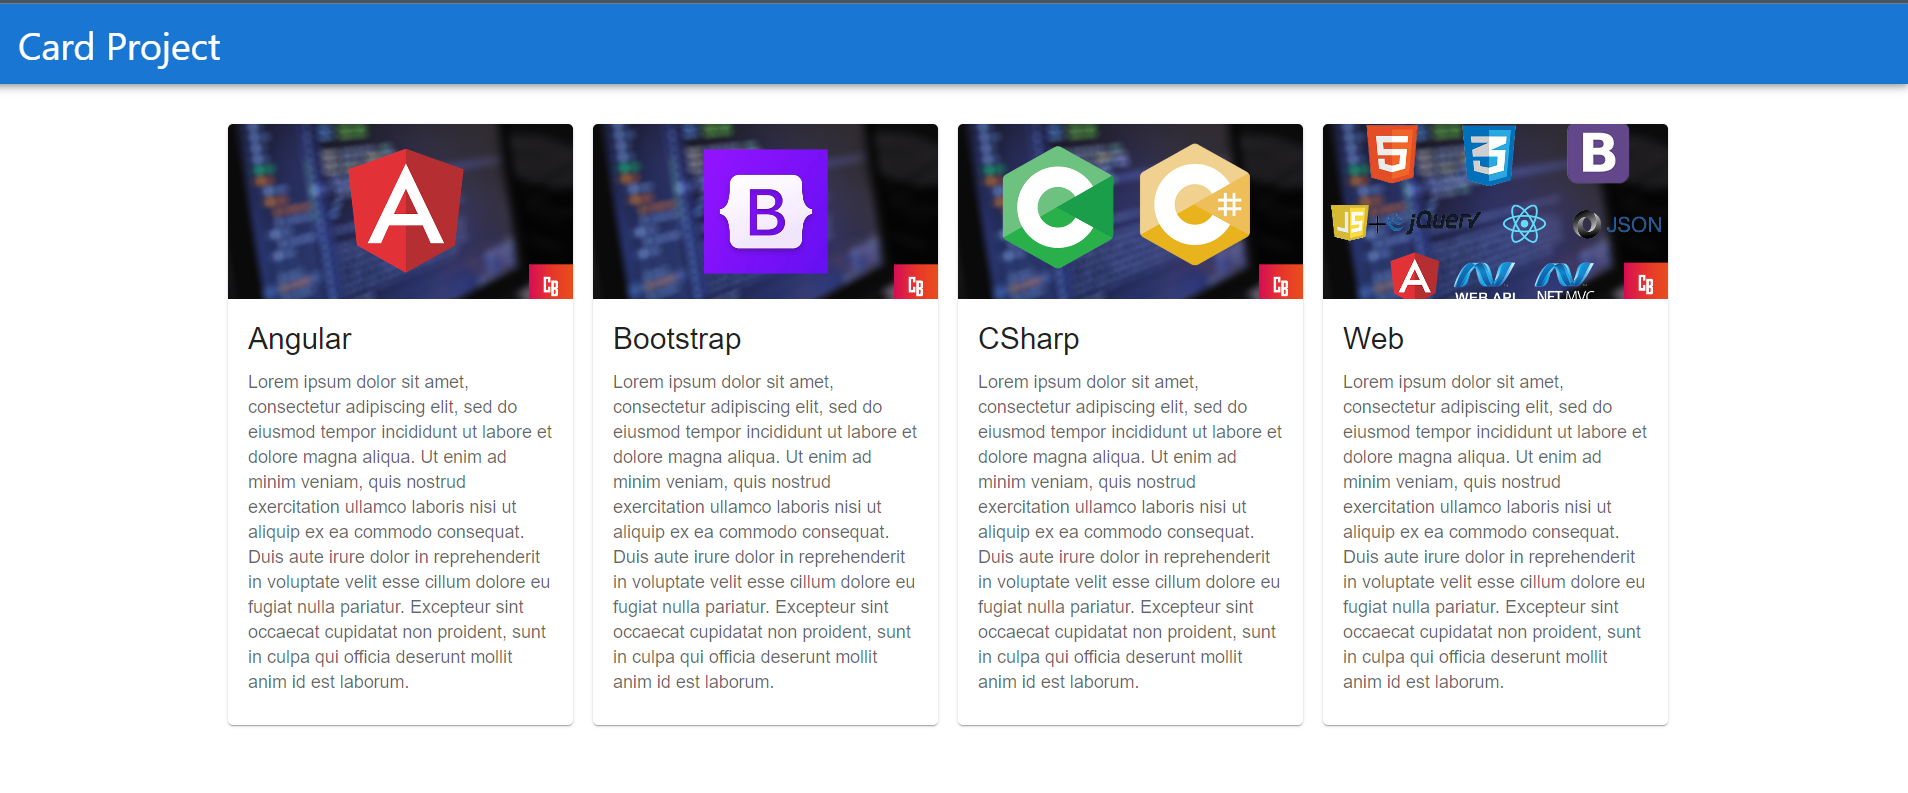 Card Project
CB
CB
C C #
CB
B
JS + jQuery JSON
WEB API .NET MVC
CB
Angular
Lorem ipsum dolor sit amet,
consectetur adipiscing elit, sed do
eiusmod tempor incididunt ut labore et
dolore magna aliqua. Ut enim ad
minim veniam, quis nostrud
exercitation ullamco laboris nisi ut
aliquip ex ea commodo consequat.
Duis aute irure dolor in reprehenderit
in voluptate velit esse cillum dolore eu
fugiat nulla pariatur. Excepteur sint
occaecat cupidatat non proident, sunt
in culpa qui officia deserunt mollit
anim id est laborum.
Bootstrap
Lorem ipsum dolor sit amet,
consectetur adipiscing elit, sed do
eiusmod tempor incididunt ut labore et
dolore magna aliqua. Ut enim ad
minim veniam, quis nostrud
exercitation ullamco laboris nisi ut
aliquip ex ea commodo consequat.
Duis aute irure dolor in reprehenderit
in voluptate velit esse cillum dolore eu
fugiat nulla pariatur. Excepteur sint
occaecat cupidatat non proident, sunt
in culpa qui officia deserunt mollit
anim id est laborum.
CSharp
Lorem ipsum dolor sit amet,
consectetur adipiscing elit, sed do
eiusmod tempor incididunt ut labore et
dolore magna aliqua. Ut enim ad
minim veniam, quis nostrud
exercitation ullamco laboris nisi ut
aliquip ex ea commodo consequat.
Duis aute irure dolor in reprehenderit
in voluptate velit esse cillum dolore eu
fugiat nulla pariatur. Excepteur sint
occaecat cupidatat non proident, sunt
in culpa qui officia deserunt mollit
anim id est laborum.
Web
Lorem ipsum dolor sit amet,
consectetur adipiscing elit, sed do
eiusmod tempor incididunt ut labore et
dolore magna aliqua. Ut enim ad
minim veniam, quis nostrud
exercitation ullamco laboris nisi ut
aliquip ex ea commodo consequat.
Duis aute irure dolor in reprehenderit
in voluptate velit esse cillum dolore eu
fugiat nulla pariatur. Excepteur sint
occaecat cupidatat non proident, sunt
in culpa qui officia deserunt mollit
anim id est laborum.